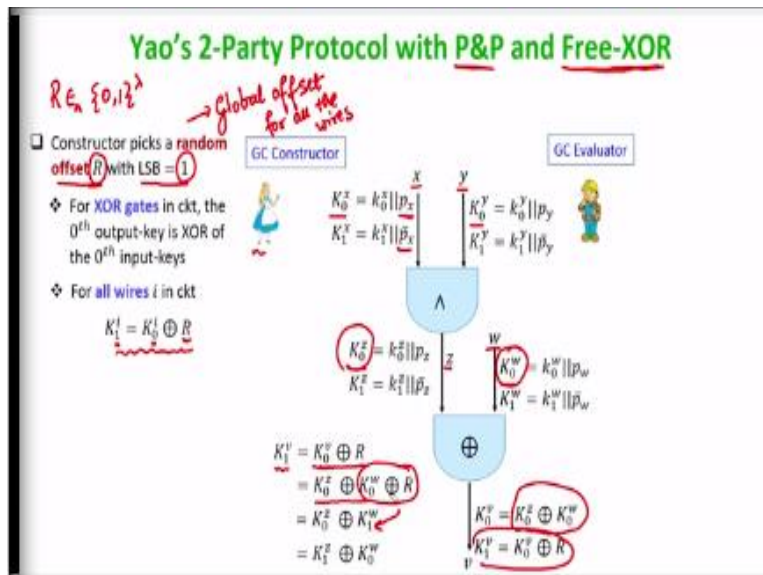 Yao's 2-Party Protocol with P&P and Free-XOR
R ∈ᵣ {0,1}^λ
→ Global offset
for all the
wires
❑ Constructor picks a random
offset R with LSB = 1
❖ For XOR gates in ckt, the
0^{th} output-key is XOR of
the 0^{th} input-keys
❖ For all wires i in ckt
K_1^i = K_0^i ⊕ R
GC Constructor
GC Evaluator
x
y
K_0^x = k_0^x||p_x
K_1^x = k_1^x||p̄_x
K_0^y = k_0^y||p_y
K_1^y = k_1^y||p̄_y
∧
K_0^z = k_0^z||p_z
K_1^z = k_1^z||p̄_z
z
w
K_0^w = k_0^w||p_w
K_1^w = k_1^w||p̄_w
⊕
K_1^v = K_0^v ⊕ R
= K_0^z ⊕ K_0^w ⊕ R
= K_0^z ⊕ K_1^w
= K_1^z ⊕ K_0^w
K_0^v = K_0^z ⊕ K_0^w
K_1^v = K_0^v ⊕ R
v